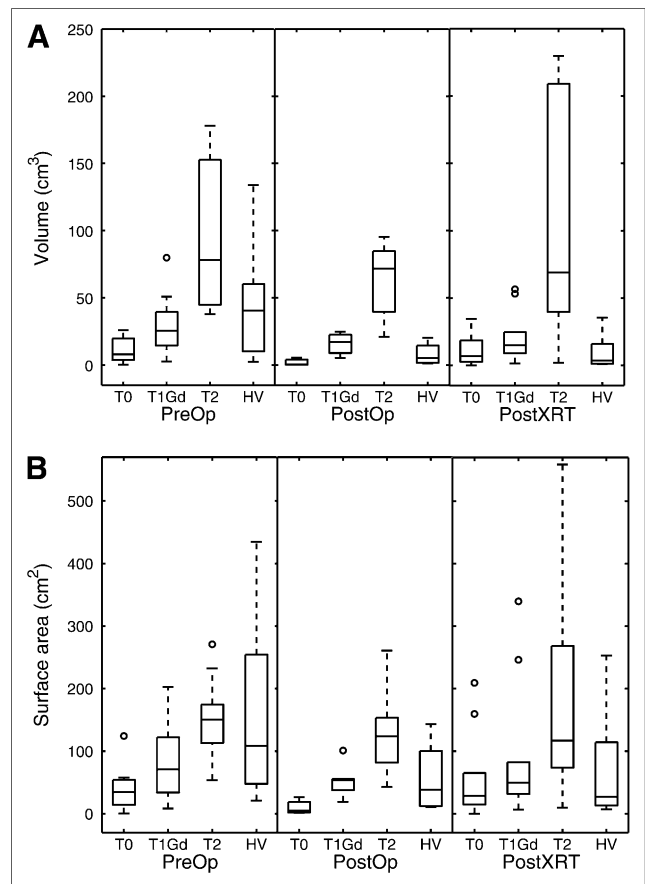 A
250
200
150
100
50
0
Volume (cm³)
T0 T1Gd T2 HV T0 T1Gd T2 HV T0 T1Gd T2 HV
PreOp PostOp PostXRT
B
500
400
300
200
100
0
Surface area (cm²)
T0 T1Gd T2 HV T0 T1Gd T2 HV T0 T1Gd T2 HV
PreOp PostOp PostXRT